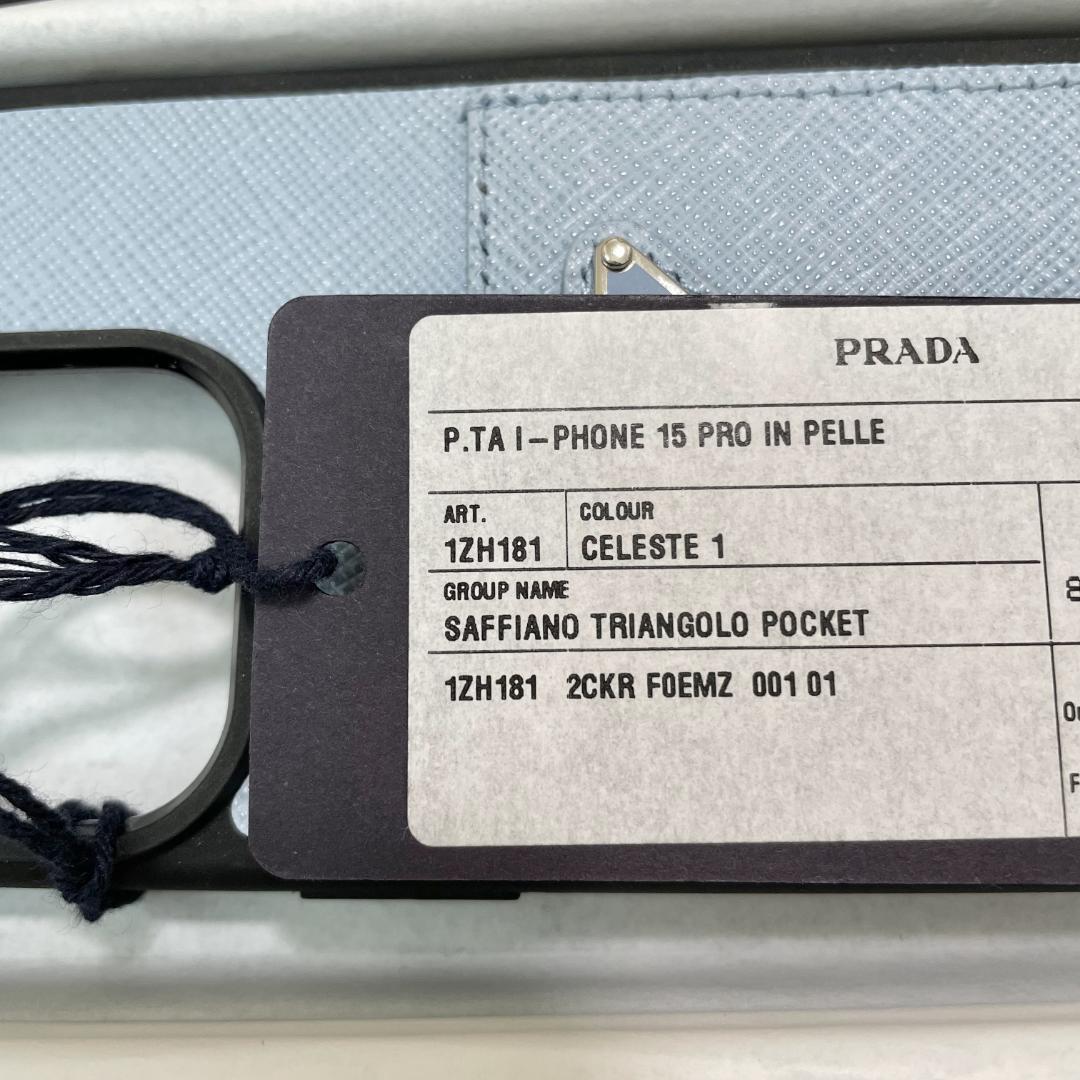 PRADA
P.TA I-PHONE 15 PRO IN PELLE
ART. COLOUR
1ZH181 CELESTE 1
GROUP NAME
SAFFIANO TRIANGOLO POCKET
1ZH181 2CKR F0EMZ 001 01